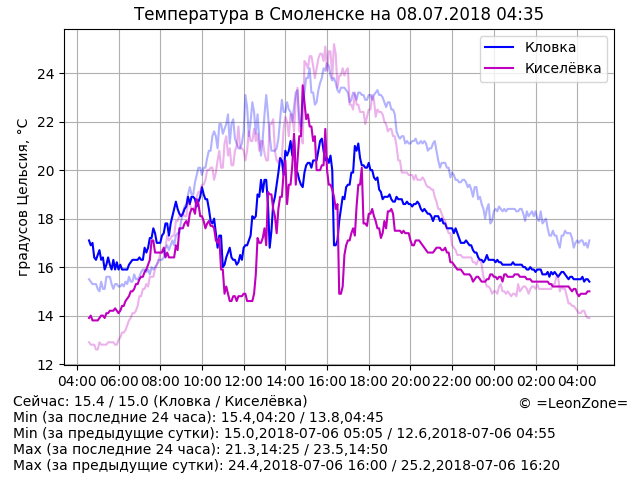 Температура в Смоленске на 08.07.2018 04:35
Кловка
Киселёвка
градусов Цельсия, °C
24
22
20
18
16
14
12
04:00 06:00 08:00 10:00 12:00 14:00 16:00 18:00 20:00 22:00 00:00 02:00 04:00
Сейчас: 15.4 / 15.0 (Кловка / Киселёвка)
© =LeonZone=
Min (за последние 24 часа): 15.4,04:20 / 13.8,04:45
Min (за предыдущие сутки): 15.0,2018-07-06 05:05 / 12.6,2018-07-06 04:55
Max (за последние 24 часа): 21.3,14:25 / 23.5,14:50
Max (за предыдущие сутки): 24.4,2018-07-06 16:00 / 25.2,2018-07-06 16:20